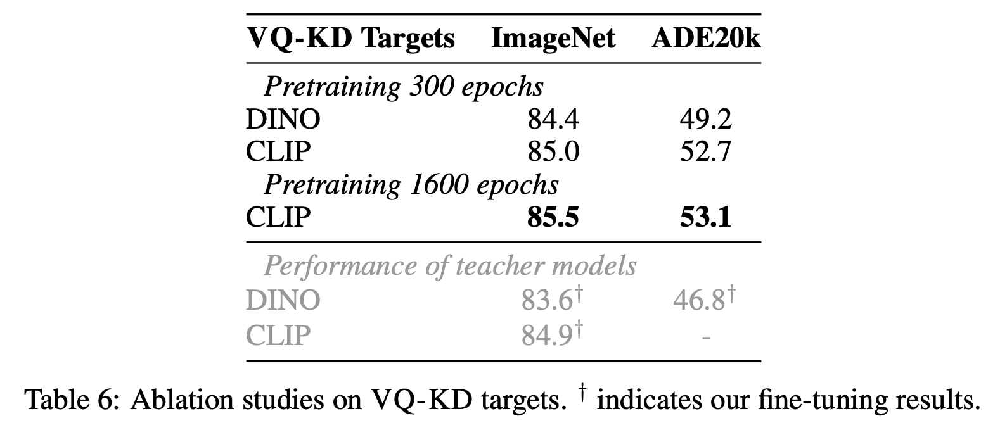 VQ-KD Targets ImageNet ADE20k
Pretraining 300 epochs
DINO 84.4 49.2
CLIP 85.0 52.7
Pretraining 1600 epochs
CLIP 85.5 53.1
Performance of teacher models
DINO 83.6† 46.8†
CLIP 84.9† -
Table 6: Ablation studies on VQ-KD targets. † indicates our fine-tuning results.